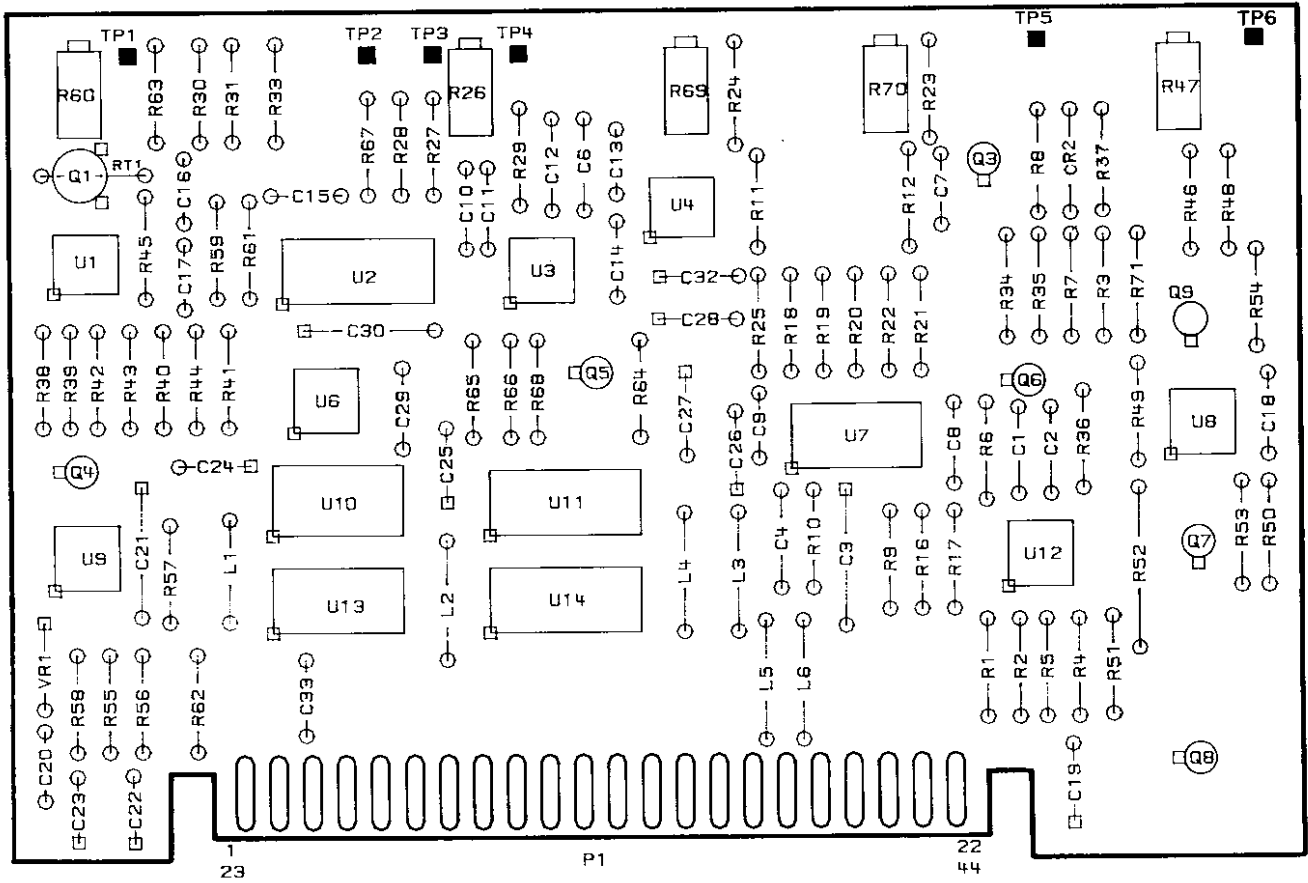 TP1 TP2 TP3 TP4 TP5 TP6
R60 R63 R30 R31 R33 R26 R69 R24 R70 R23 R47
R67 R28 R27 R29 C12 C6 C13 R8 CR2 R37
Q1 RT1 C16 C15 C10 C11 U4 R11 R12 C7 Q3 R46 R48
U1 R45 C17 R59 R61 U2 U3 C14 C32 R34 R35 R7 R3 R71 R54
C30 C28 R25 R18 R19 R20 R22 R21 Q9
R38 R39 R42 R43 R40 R44 R41 U6 C29 R65 R66 R68 Q5 R64 C27 Q6
C26 C9 U7 C8 R6 C1 C2 R36 R49 U8 C18
Q4 C24 C25
U10 U11 R53 R50
U9 C21 R57 L1 L2 L4 L3 C4 R10 C3 R9 R16 R17 U12 R52 Q7
U13 U14
VR1 R58 R55 R56 R62 C33 L5 L6 R1 R2 R5 R4 R51
C20 C23 C22 C19 Q8
1 P1 22
23 44